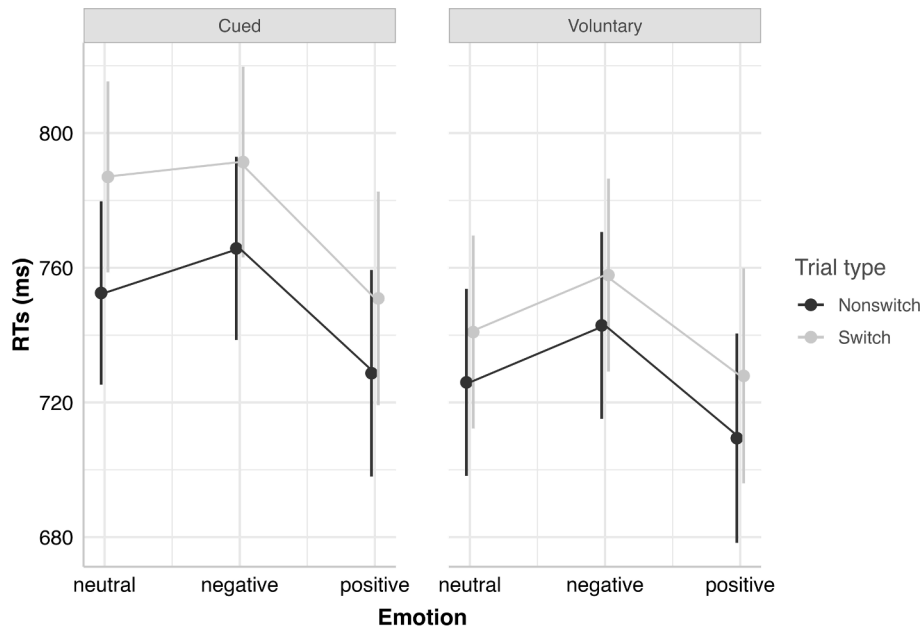 Cued
Voluntary
RTs (ms)
800
760
720
680
neutral
negative
positive
neutral
negative
positive
Emotion
Trial type
Nonswitch
Switch